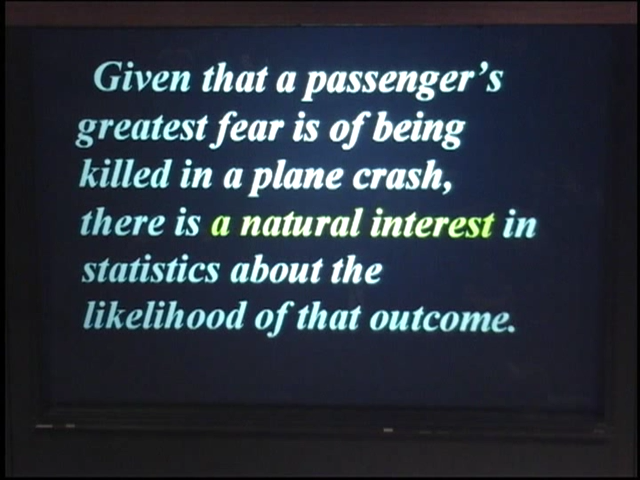 Given that a passenger's
greatest fear is of being
killed in a plane crash,
there is a natural interest in
statistics about the
likelihood of that outcome.